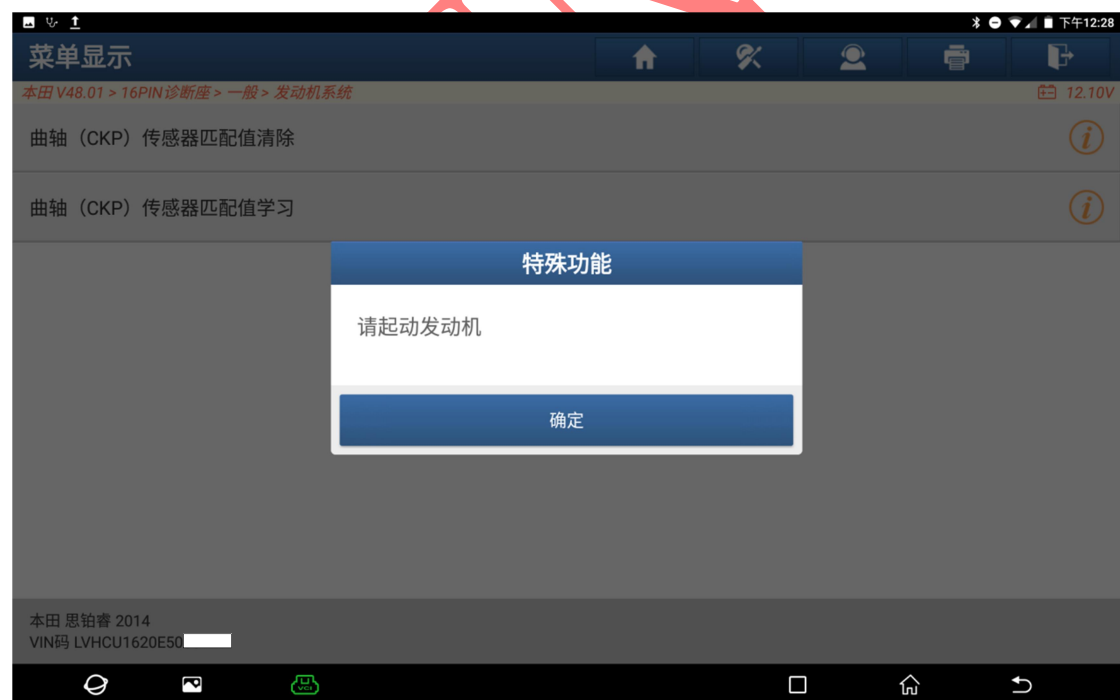 下午12:28
菜单显示
本田 V48.01 > 16PIN诊断座 > 一般 > 发动机系统
12.10V
曲轴（CKP）传感器匹配值清除
曲轴（CKP）传感器匹配值学习
特殊功能
请起动发动机
确定
本田 思铂睿 2014
VIN码 LVHCU1620E50
VCI